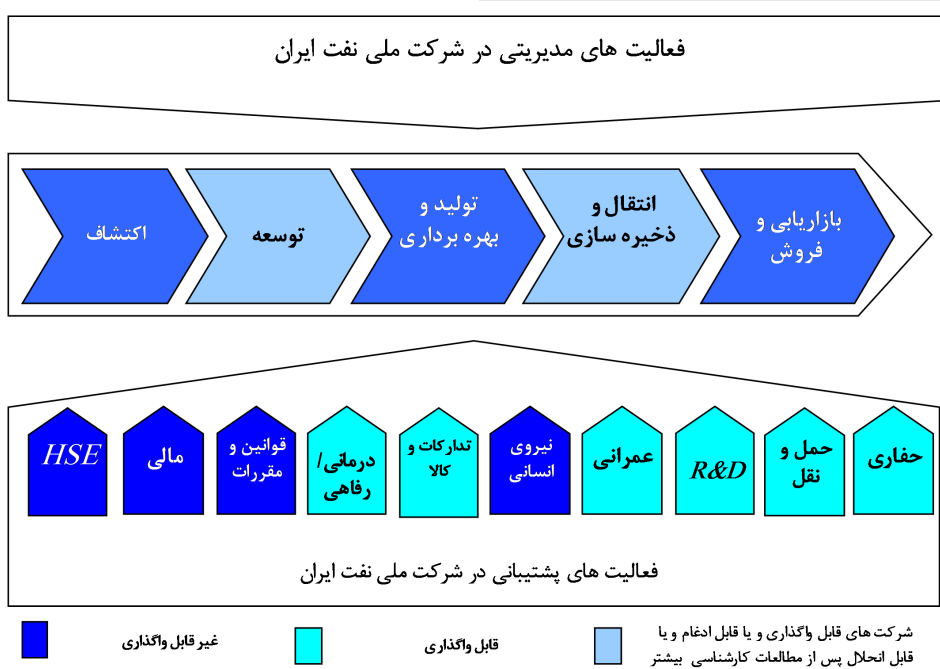 فعالیت های مدیریتی در شرکت ملی نفت ایران
اکتشاف
توسعه
تولید و
بهره برداری
انتقال و
ذخیره سازی
بازاریابی و
فروش
HSE
مالی
قوانین و
مقررات
درمانی/
رفاهی
تدارکات و
کالا
نیروی
انسانی
عمرانی
R&D
حمل و
نقل
حفاری
فعالیت های پشتیبانی در شرکت ملی نفت ایران
غیر قابل واگذاری
قابل واگذاری
شرکت های قابل واگذاری و یا قابل ادغام و یا
قابل انحلال پس از مطالعات کارشناسی بیشتر